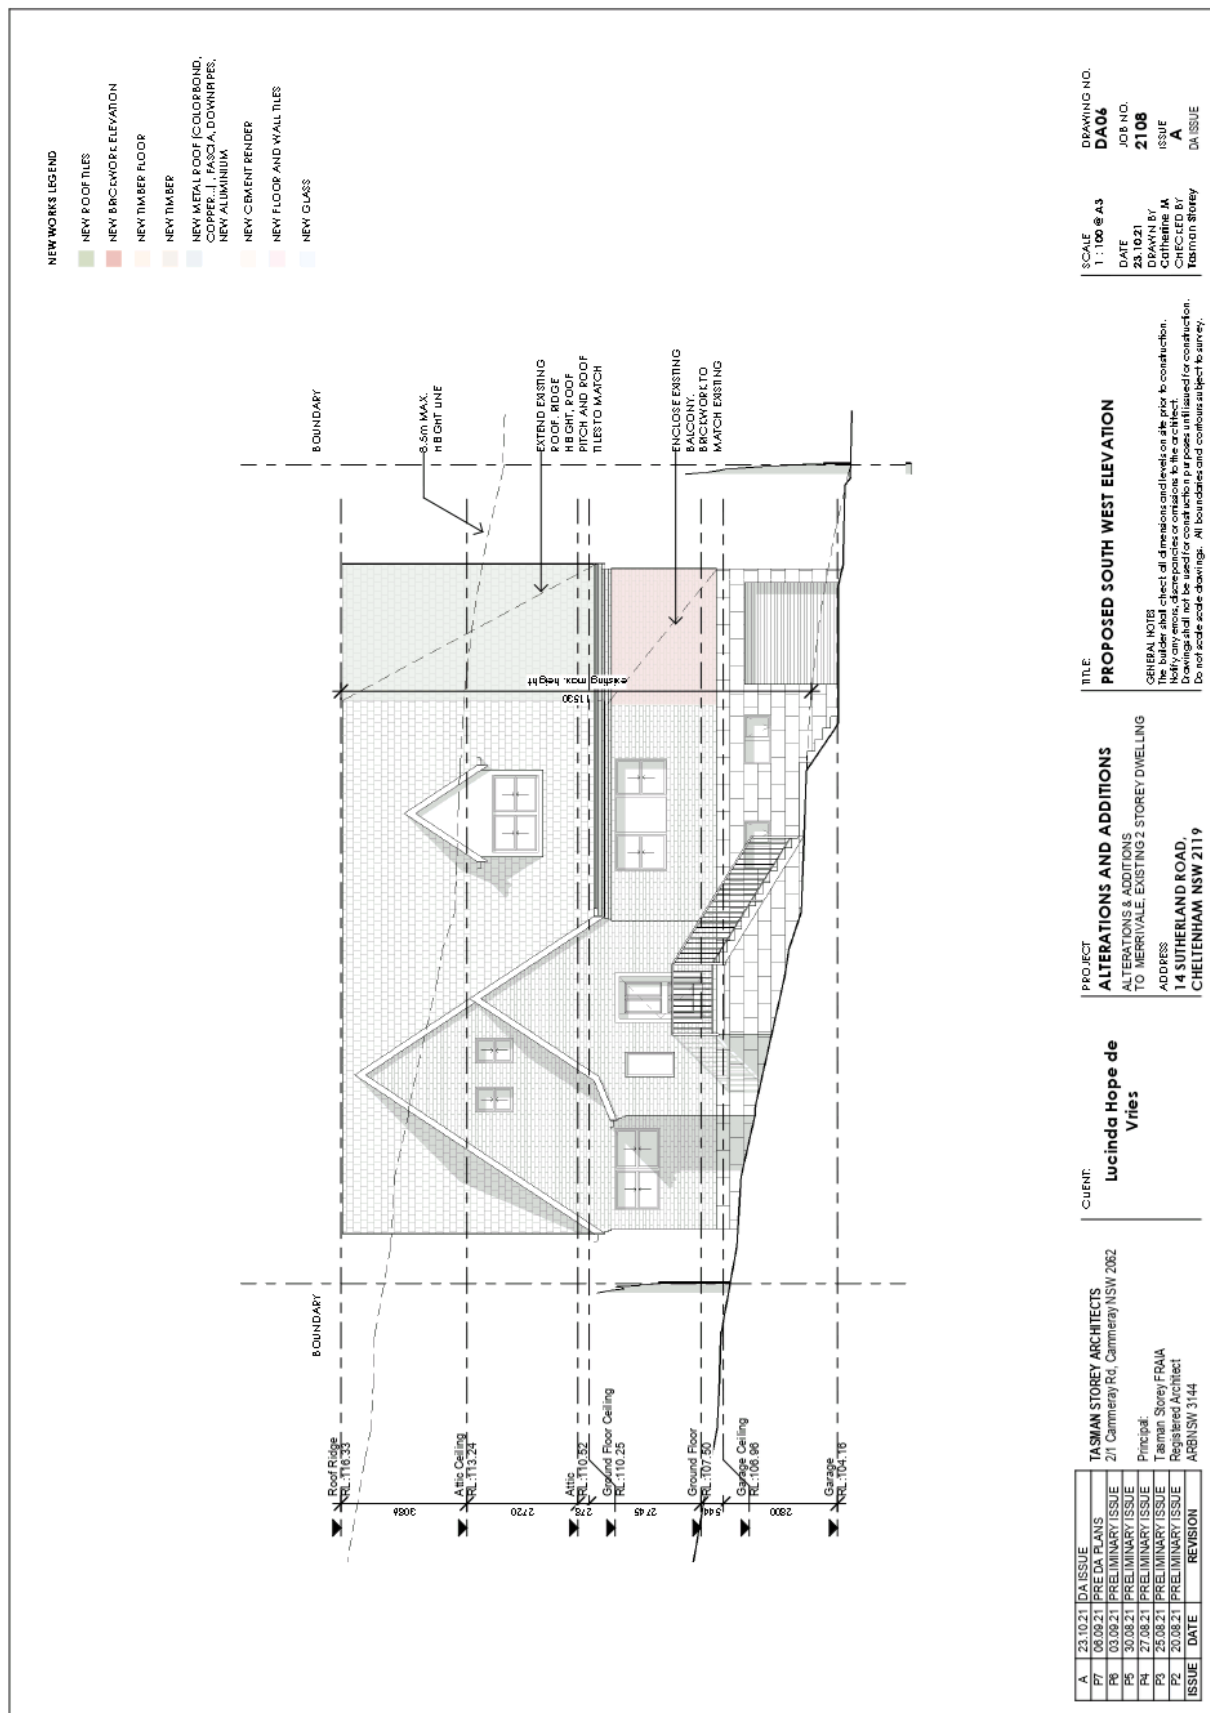 NEW WORKS LEGEND
NEW ROOF TILES
NEW BRICKWORK ELEVATION
NEW TIMBER FLOOR
NEW TIMBER
NEW METAL ROOF (COLORBOND,
COPPER...) , FASCIA, DOWNPIPES,
NEW ALUMINIUM
NEW CEMENT RENDER
NEW FLOOR AND WALL TILES
NEW GLASS
BOUNDARY
BOUNDARY
8.5m MAX.
HEIGHT LINE
EXTEND EXISTING
ROOF. RIDGE
HEIGHT, ROOF
PITCH AND ROOF
TILES TO MATCH
ENCLOSE EXISTING
BALCONY.
BRICKWORK TO
MATCH EXISTING
existing max. height
11530
Roof Ridge
RL:116.33
3086
Attic Ceiling
RL:113.24
2720
Attic
RL:110.52
273
Ground Floor Ceiling
RL:110.25
2745
Ground Floor
RL:107.50
544
Garage Ceiling
RL:106.96
2800
Garage
RL:104.16
A 23.10.21 DA ISSUE
P7 06.09.21 PRE DA PLANS
P6 03.09.21 PRELIMINARY ISSUE
P5 30.08.21 PRELIMINARY ISSUE
P4 27.08.21 PRELIMINARY ISSUE
P3 25.08.21 PRELIMINARY ISSUE
P2 20.08.21 PRELIMINARY ISSUE
ISSUE DATE REVISION
TASMAN STOREY ARCHITECTS
2/1 Cammeray Rd, Cammeray NSW 2062
Principal:
Tasman Storey FRAIA
Registered Architect
ARBNSW 3144
CLIENT:
Lucinda Hope de
Vries
PROJECT
ALTERATIONS AND ADDITIONS
ALTERATIONS & ADDITIONS
TO MERRIVALE, EXISTING 2 STOREY DWELLING
ADDRESS
14 SUTHERLAND ROAD,
CHELTENHAM NSW 2119
TITLE:
PROPOSED SOUTH WEST ELEVATION
GENERAL NOTES
The builder shall check all dimensions and levels on site prior to construction.
Notify any errors, discrepancies or omissions to the architect.
Drawings shall not be used for construction purposes until issued for construction.
Do not scale drawings. All boundaries and contours subject to survey.
SCALE
1 : 100 @ A3
DATE
23.10.21
DRAWN BY
Catherine M
CHECKED BY
Tasman Storey
DRAWING NO.
DA06
JOB NO.
2108
ISSUE
A
DA ISSUE